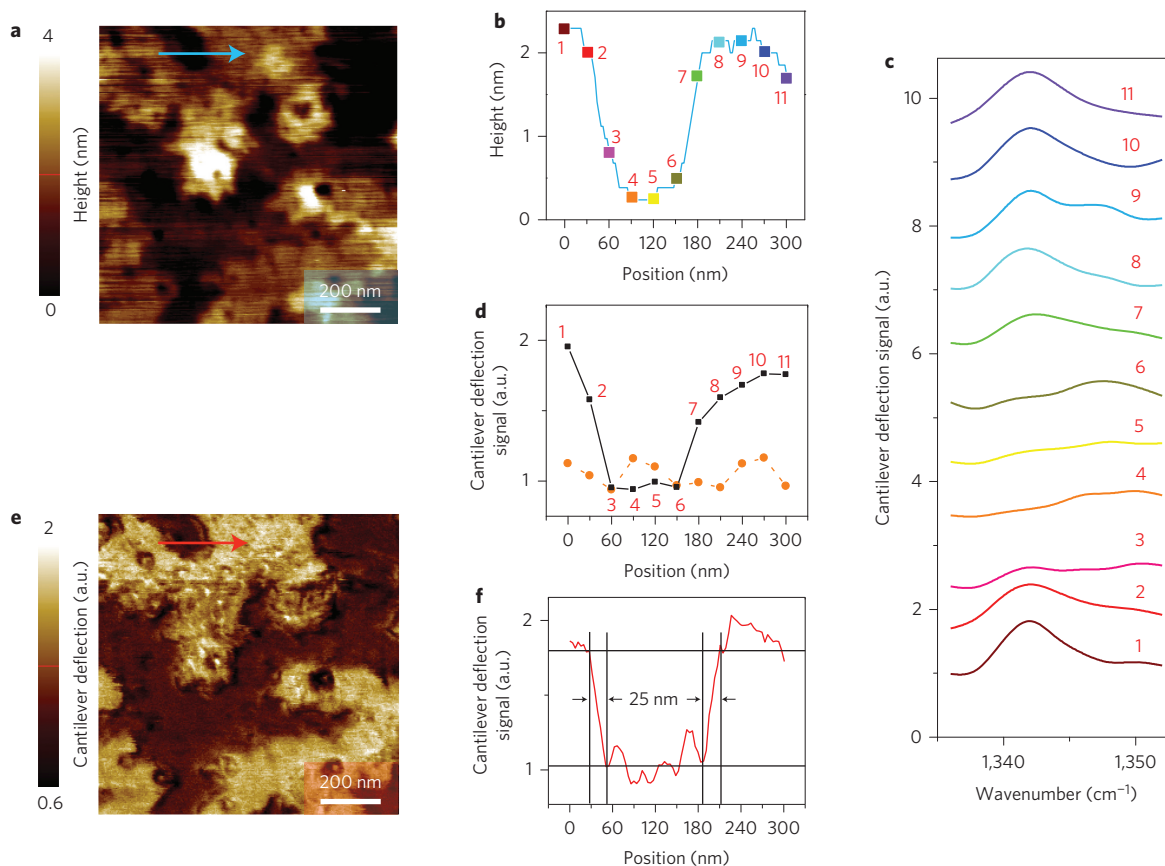 a
4
Height (nm)
0
200 nm
b
Height (nm)
2
1
0
1
2
3
4
5
6
7
8
9
10
11
0 60 120 180 240 300
Position (nm)
c
Cantilever deflection signal (a.u.)
10
8
6
4
2
0
11
10
9
8
7
6
5
4
3
2
1
1,340 1,350
Wavenumber (cm−1)
d
Cantilever deflection
signal (a.u.)
2
1
1
2
3
4
5
6
7
8
9
10
11
0 60 120 180 240 300
Position (nm)
e
2
Cantilever deflection (a.u.)
0.6
200 nm
f
Cantilever deflection
signal (a.u.)
2
1
25 nm
0 60 120 180 240 300
Position (nm)